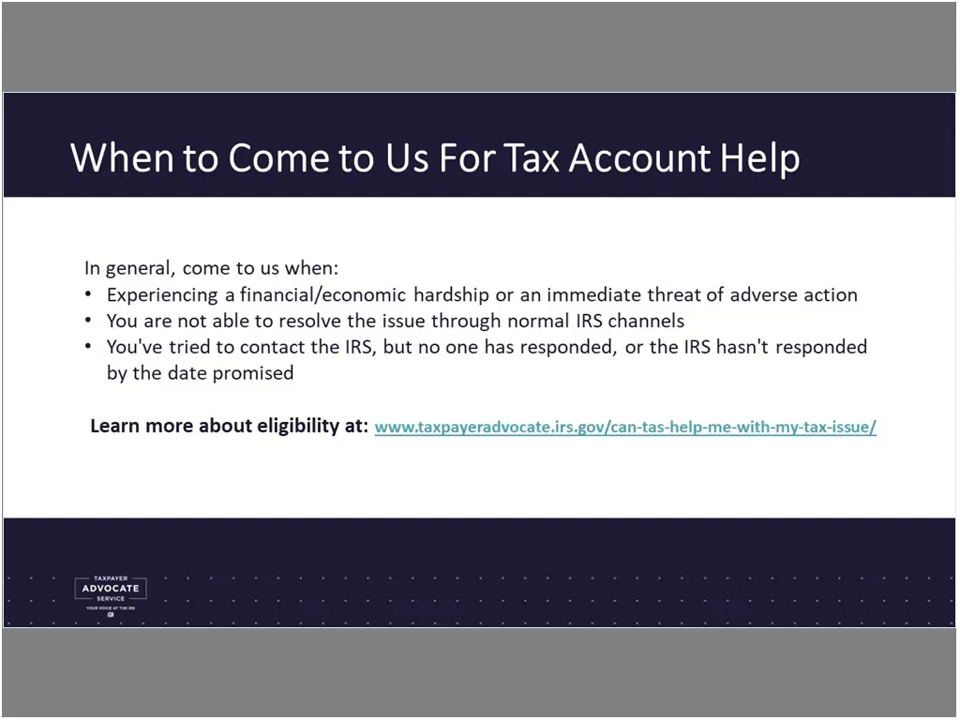 When to Come to Us For Tax Account Help
In general, come to us when:
• Experiencing a financial/economic hardship or an immediate threat of adverse action
• You are not able to resolve the issue through normal IRS channels
• You've tried to contact the IRS, but no one has responded, or the IRS hasn't responded
by the date promised
Learn more about eligibility at: www.taxpayeradvocate.irs.gov/can-tas-help-me-with-my-tax-issue/
TAXPAYER
ADVOCATE
SERVICE
YOUR VOICE AT THE IRS